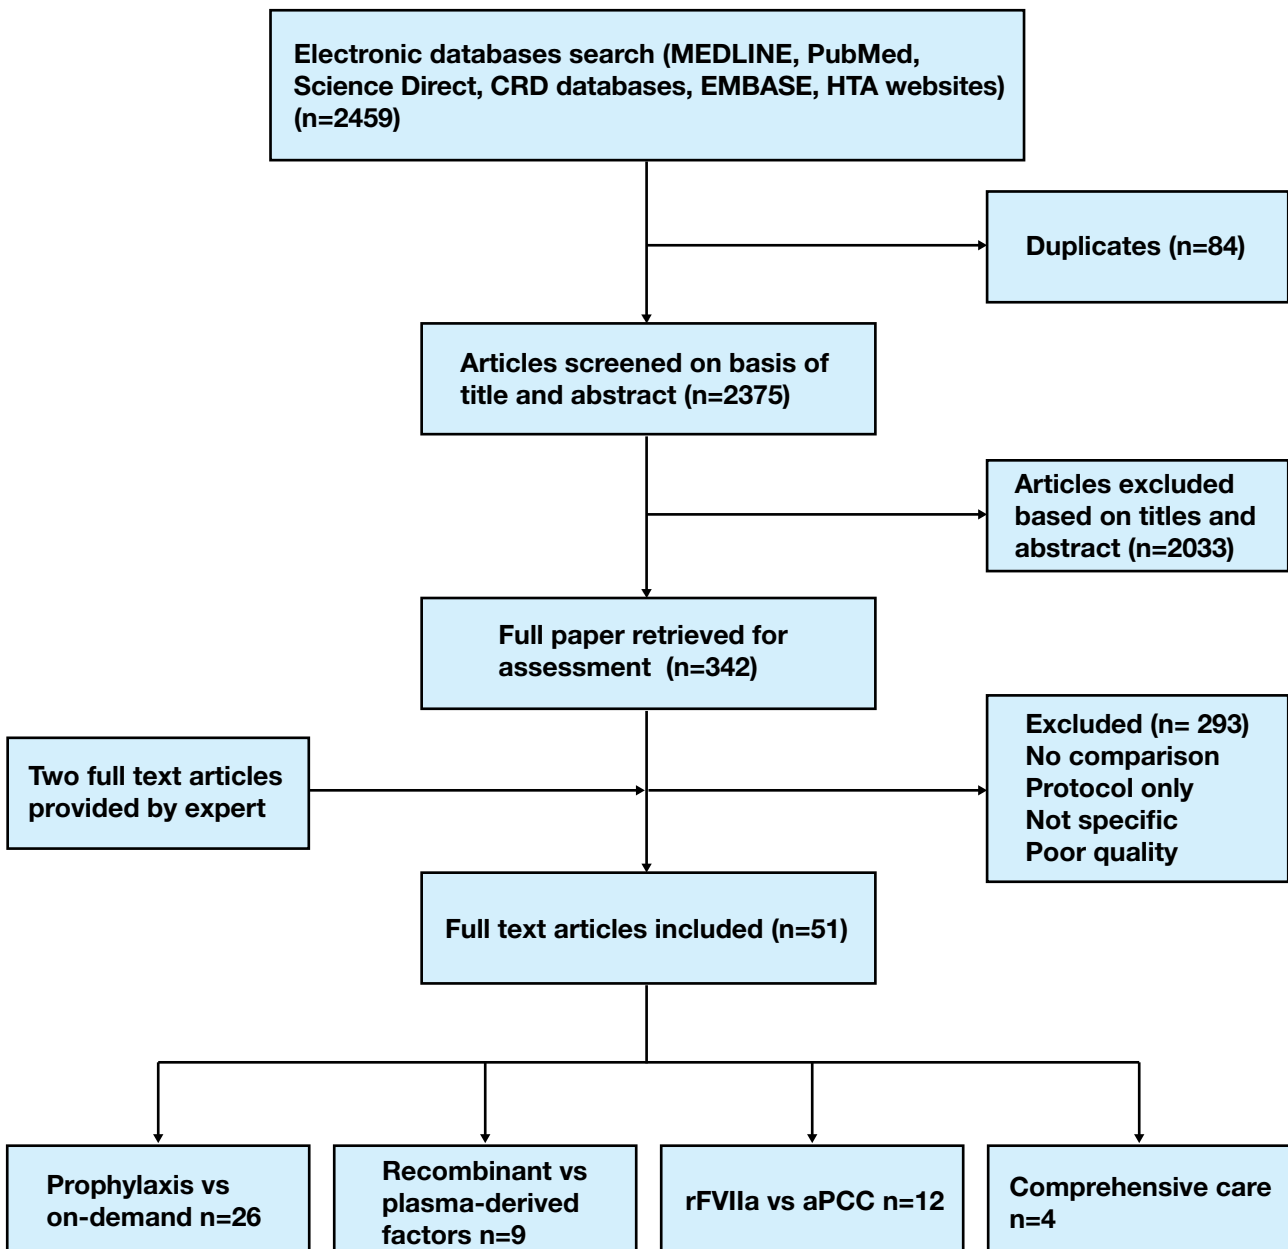 Electronic databases search (MEDLINE, PubMed,
Science Direct, CRD databases, EMBASE, HTA websites)
(n=2459)
Duplicates (n=84)
Articles screened on basis of
title and abstract (n=2375)
Articles excluded
based on titles and
abstract (n=2033)
Full paper retrieved for
assessment (n=342)
Two full text articles
provided by expert
Excluded (n= 293)
No comparison
Protocol only
Not specific
Poor quality
Full text articles included (n=51)
Prophylaxis vs
on-demand n=26
Recombinant vs
plasma-derived
factors n=9
rFVIIa vs aPCC n=12
Comprehensive care
n=4